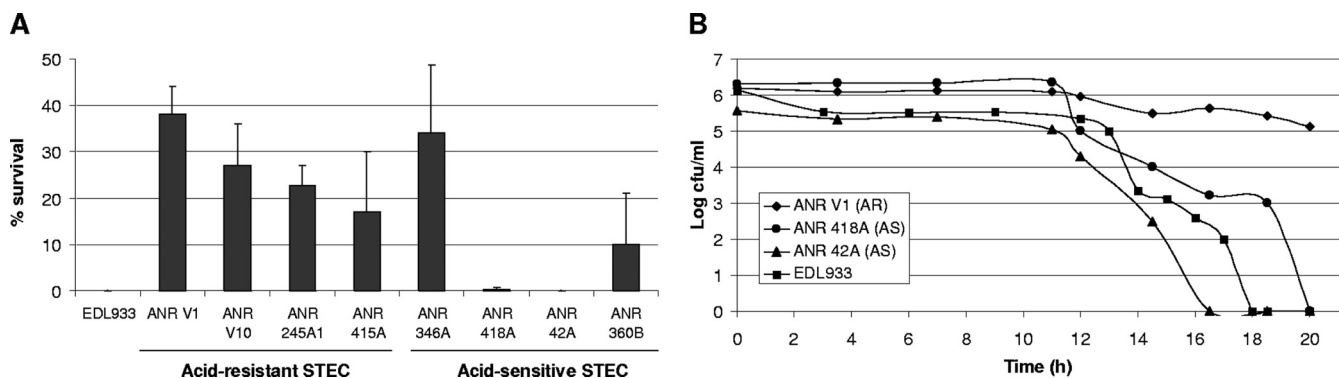 A
% survival
50
40
30
20
10
0
EDL933 ANR V1 ANR V10 ANR 245A1 ANR 415A ANR 346A ANR 418A ANR 42A ANR 360B
Acid-resistant STEC Acid-sensitive STEC
B
Log cfu/ml
7
6
5
4
3
2
1
0
ANR V1 (AR)
ANR 418A (AS)
ANR 42A (AS)
EDL933
0 2 4 6 8 10 12 14 16 18 20
Time (h)